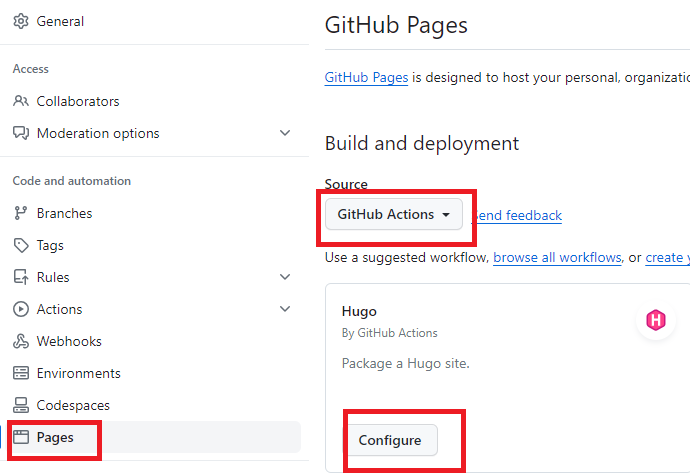 General
Access
Collaborators
Moderation options
Code and automation
Branches
Tags
Rules
Actions
Webhooks
Environments
Codespaces
Pages
GitHub Pages
GitHub Pages is designed to host your personal,
Build and deployment
Source
GitHub Actions
feedback
Use a suggested workflow, browse all workflows, or create
Hugo
By GitHub Actions
H
Package a Hugo site.
Configure